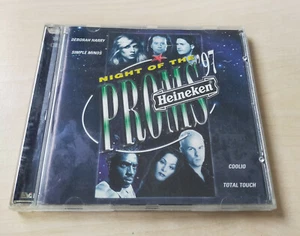 DEBORAH HARRY
SIMPLE MINDS
NIGHT OF THE
PROMS '97
Heineken
COOLIO
TOTAL TOUCH